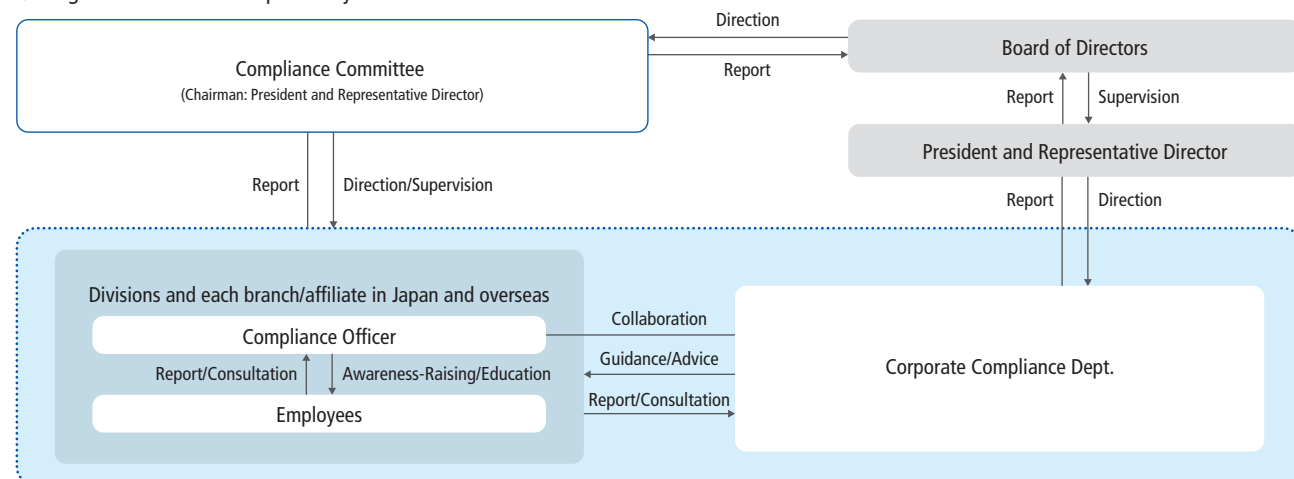 Direction
Board of Directors
Compliance Committee
(Chairman: President and Representative Director)
Report
Report
Supervision
President and Representative Director
Report
Direction/Supervision
Report
Direction
Divisions and each branch/affiliate in Japan and overseas
Compliance Officer
Collaboration
Guidance/Advice
Report/Consultation
Awareness-Raising/Education
Corporate Compliance Dept.
Report/Consultation
Employees